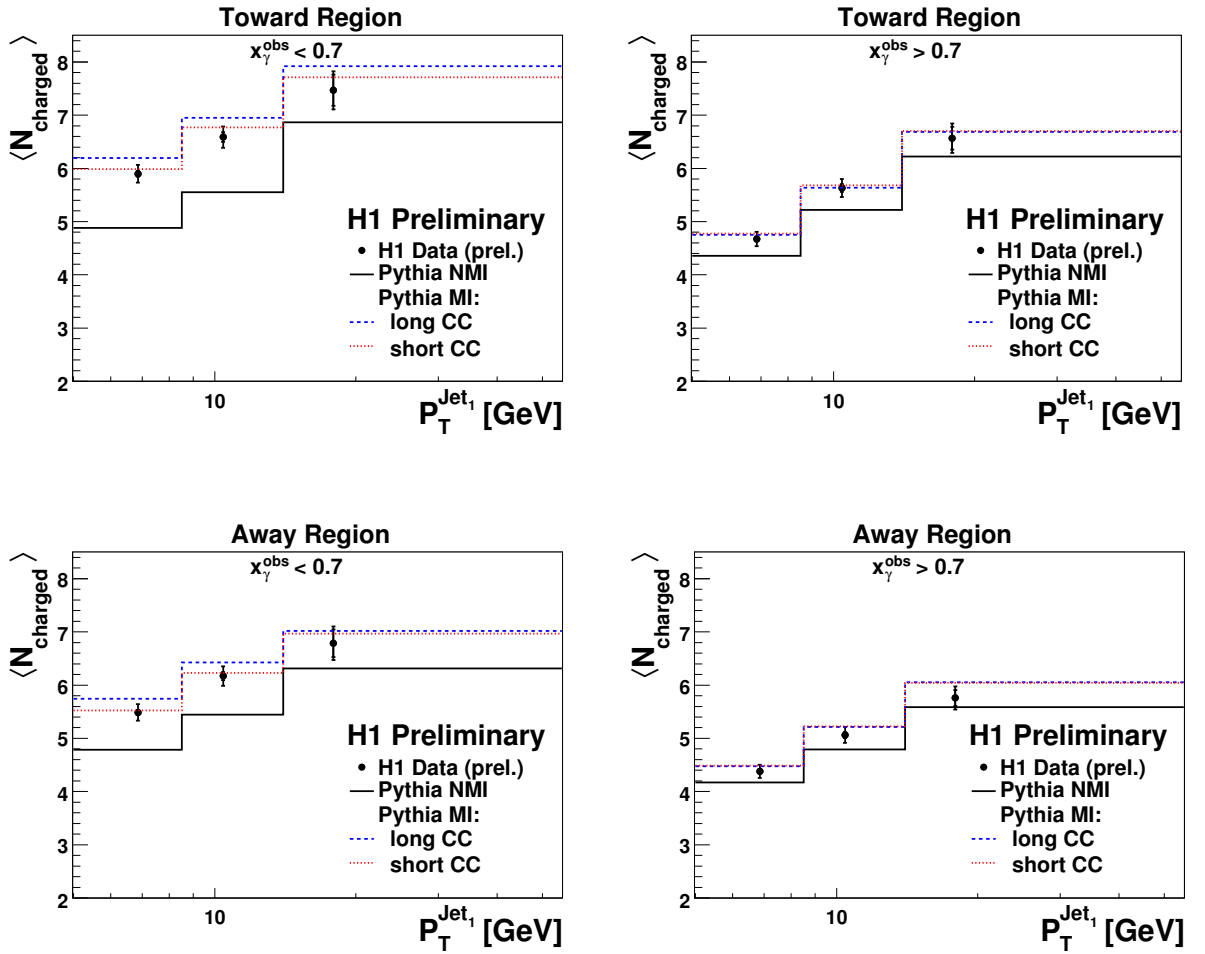 Toward Region
x_γ^obs < 0.7
⟨N_charged⟩
8
7
6
5
4
3
2
H1 Preliminary
H1 Data (prel.)
Pythia NMI
Pythia MI:
long CC
short CC
10
P_T^Jet₁ [GeV]
Toward Region
x_γ^obs > 0.7
⟨N_charged⟩
8
7
6
5
4
3
2
H1 Preliminary
H1 Data (prel.)
Pythia NMI
Pythia MI:
long CC
short CC
10
P_T^Jet₁ [GeV]
Away Region
x_γ^obs < 0.7
⟨N_charged⟩
8
7
6
5
4
3
2
H1 Preliminary
H1 Data (prel.)
Pythia NMI
Pythia MI:
long CC
short CC
10
P_T^Jet₁ [GeV]
Away Region
x_γ^obs > 0.7
⟨N_charged⟩
8
7
6
5
4
3
2
H1 Preliminary
H1 Data (prel.)
Pythia NMI
Pythia MI:
long CC
short CC
10
P_T^Jet₁ [GeV]